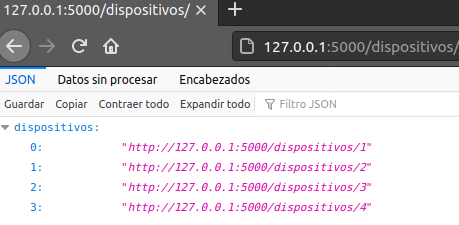 127.0.0.1:5000/dispositivos/
127.0.0.1:5000/dispositivos/
JSON Datos sin procesar Encabezados
Guardar Copiar Contraer todo Expandir todo Filtro JSON
dispositivos:
0: "http://127.0.0.1:5000/dispositivos/1"
1: "http://127.0.0.1:5000/dispositivos/2"
2: "http://127.0.0.1:5000/dispositivos/3"
3: "http://127.0.0.1:5000/dispositivos/4"